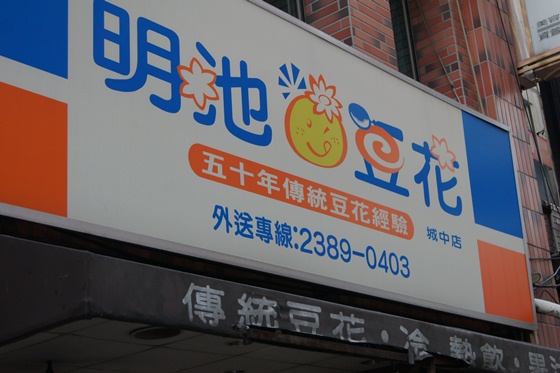 明池豆花
五十年傳統豆花經驗
外送專線:2389-0403
城中店
傳統豆花·冷熱飲·黑